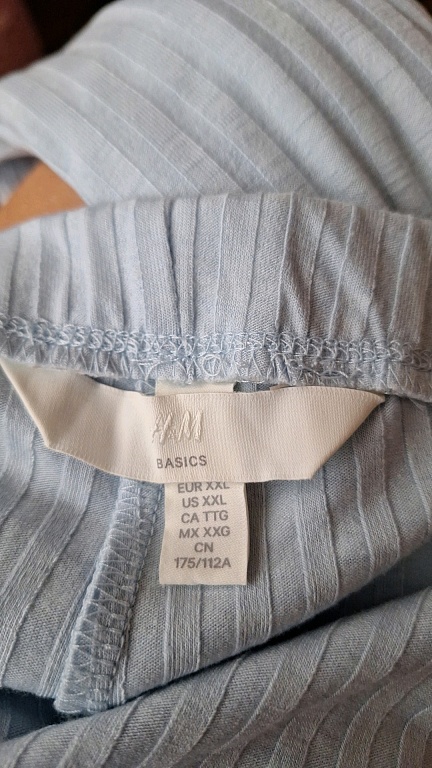 H&M
BASICS
EUR XXL
US XXL
CA TTG
MX XXG
CN
175/112A